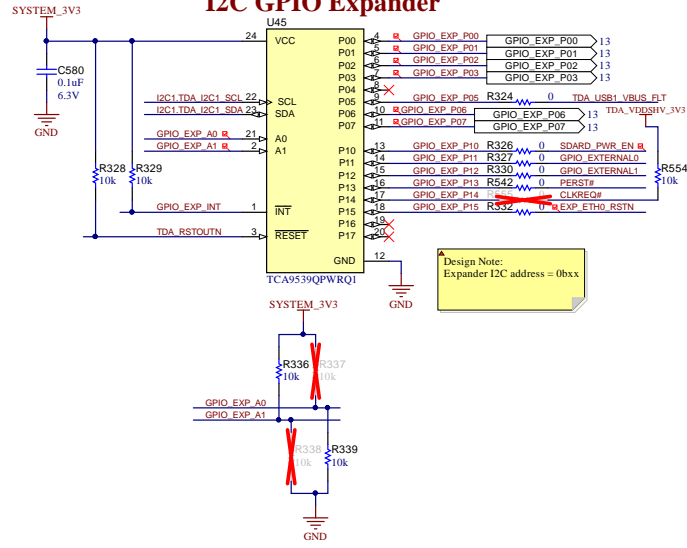 I2C GPIO Expander
SYSTEM_3V3
U45
24 VCC P00 4 GPIO_EXP_P00 GPIO_EXP_P00 13
P01 5 GPIO_EXP_P01 GPIO_EXP_P01 13
P02 6 GPIO_EXP_P02 GPIO_EXP_P02 13
P03 7 GPIO_EXP_P03 GPIO_EXP_P03 13
P04 8
C580
0.1uF
6.3V
GND
I2C1.TDA_I2C1_SCL 22 SCL P05 9 GPIO_EXP_P05 R324 0 TDA_USB1_VBUS_FLT
I2C1.TDA_I2C1_SDA 23 SDA P06 10 GPIO_EXP_P06 GPIO_EXP_P06 13 TDA_VDDSHV_3V3
P07 11 GPIO_EXP_P07 GPIO_EXP_P07 13
GPIO_EXP_A0 21 A0
GPIO_EXP_A1 2 A1 P10 13 GPIO_EXP_P10 R326 0 SDARD_PWR_EN
P11 14 GPIO_EXP_P11 R327 0 GPIO_EXTERNAL0
R328
10k
R329
10k
P12 15 GPIO_EXP_P12 R330 0 GPIO_EXTERNAL1
R554
10k
P13 16 GPIO_EXP_P13 R542 0 PERST#
P14 17 GPIO_EXP_P14 CLKREQ#
GPIO_EXP_INT 1 INT P15 18 GPIO_EXP_P15 R332 0 EXP_ETH0_RSTN
P16 19
TDA_RSTOUTN 3 RESET P17 20
GND 12
GND
TCA9539QPWRQ1
Design Note:
Expander I2C address = 0bxx
SYSTEM_3V3
R336
10k
R337
10k
GPIO_EXP_A0
GPIO_EXP_A1
R338
10k
R339
10k
GND